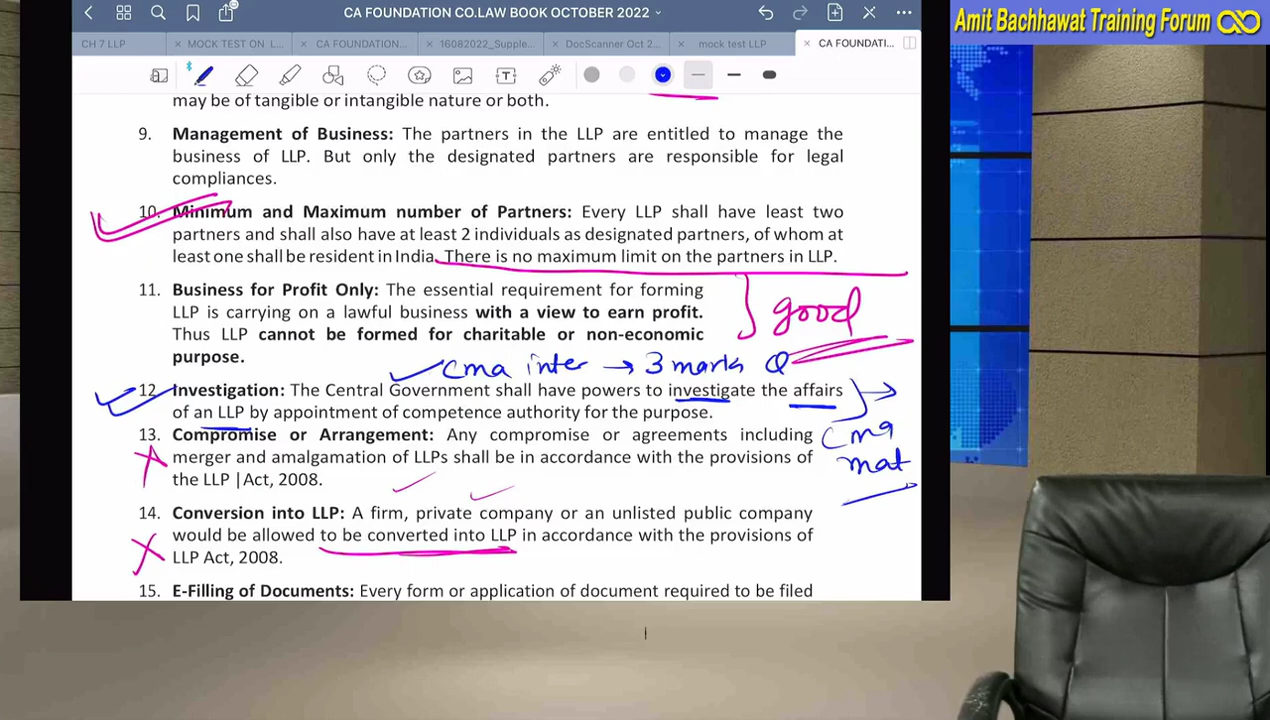 CA FOUNDATION CO.LAW BOOK OCTOBER 2022
Amit Bachhawat Training Forum
CH 7 LLP
MOCK TEST ON L...
CA FOUNDATION...
16082022_Supple...
DocScanner Oct 2...
mock test LLP
CA FOUNDATI...
may be of tangible or intangible nature or both.
9. Management of Business: The partners in the LLP are entitled to manage the
business of LLP. But only the designated partners are responsible for legal
compliances.
10. Minimum and Maximum number of Partners: Every LLP shall have least two
partners and shall also have at least 2 individuals as designated partners, of whom at
least one shall be resident in India. There is no maximum limit on the partners in LLP.
11. Business for Profit Only: The essential requirement for forming
LLP is carrying on a lawful business with a view to earn profit.
good
Thus LLP cannot be formed for charitable or non-economic
purpose.
cma inter → 3 marks Q
12. Investigation: The Central Government shall have powers to investigate the affairs
of an LLP by appointment of competence authority for the purpose.
13. Compromise or Arrangement: Any compromise or agreements including
cma
merger and amalgamation of LLPs shall be in accordance with the provisions of
mat
the LLP |Act, 2008.
14. Conversion into LLP: A firm, private company or an unlisted public company
would be allowed to be converted into LLP in accordance with the provisions of
LLP Act, 2008.
15. E-Filling of Documents: Every form or application of document required to be filed